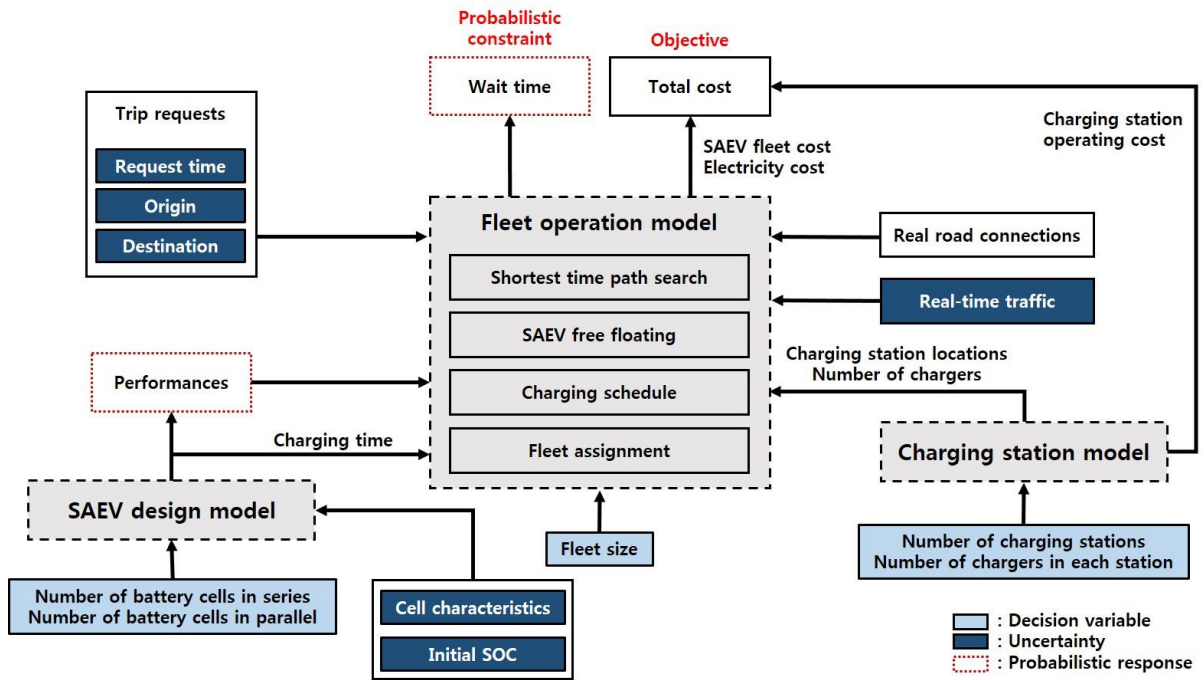 Probabilistic
constraint
Objective
Wait time
Total cost
Trip requests
Request time
Origin
Destination
SAEV fleet cost
Electricity cost
Charging station
operating cost
Fleet operation model
Shortest time path search
SAEV free floating
Charging schedule
Fleet assignment
Real road connections
Real-time traffic
Performances
Charging time
Charging station locations
Number of chargers
SAEV design model
Charging station model
Fleet size
Number of battery cells in series
Number of battery cells in parallel
Cell characteristics
Initial SOC
Number of charging stations
Number of chargers in each station
: Decision variable
: Uncertainty
: Probabilistic response